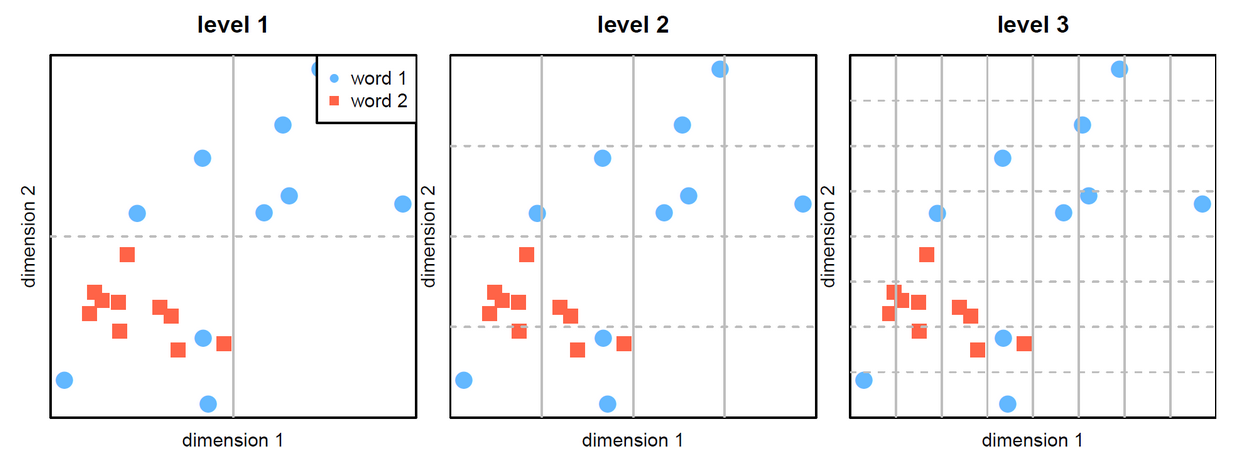 level 1
level 2
level 3
word 1
word 2
dimension 2
dimension 2
dimension 2
dimension 1
dimension 1
dimension 1